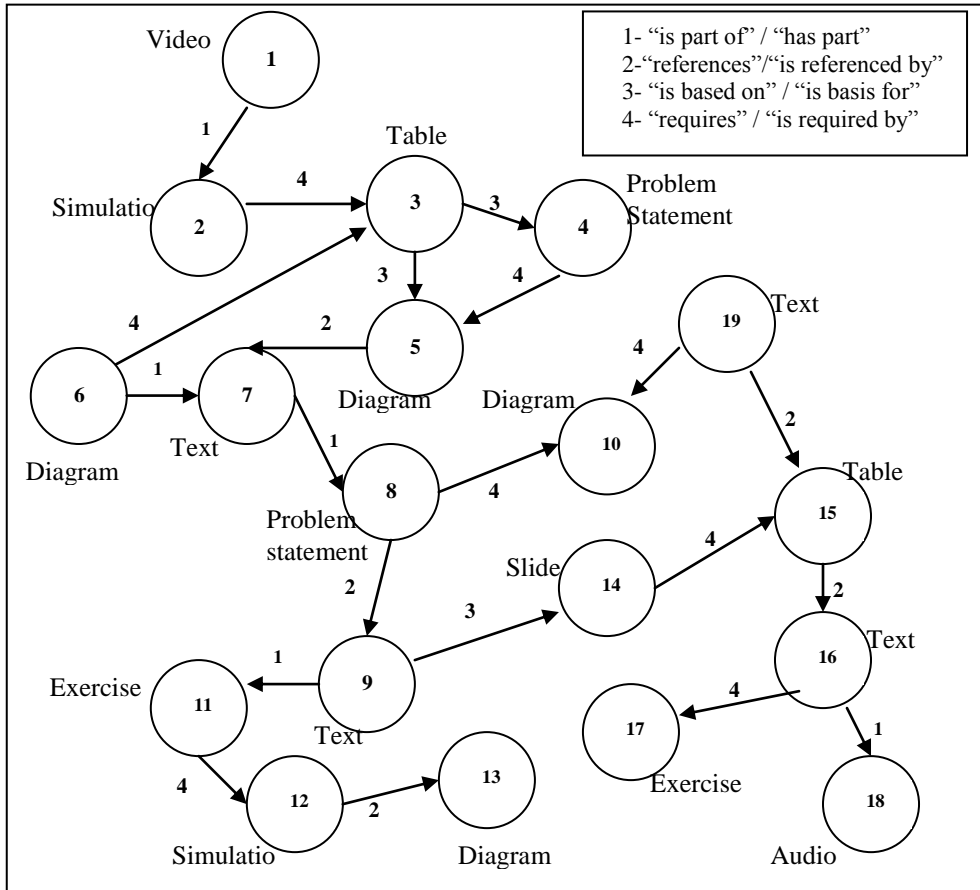 Video
1
1- “is part of” / “has part”
2-“references”/“is referenced by”
3- “is based on” / “is basis for”
4- “requires” / “is required by”
1
Table
Simulatio
2
4
3
3
Problem
Statement
4
3
4
4
2
5
Diagram
19
Text
4
2
6
Diagram
1
7
Text
Diagram
10
1
8
Problem
statement
4
Table
15
2
Slide
14
4
2
3
Text
16
Exercise
11
1
9
Text
4
17
Exercise
1
4
12
Simulatio
2
13
Diagram
18
Audio